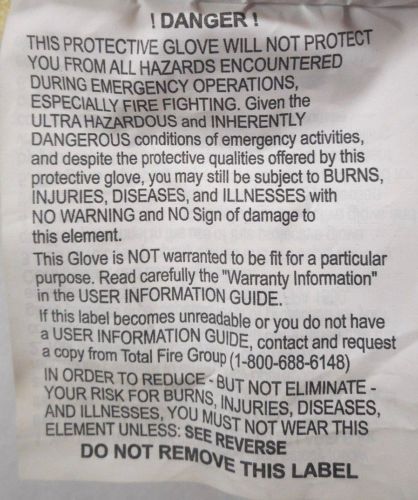 ! DANGER !
THIS PROTECTIVE GLOVE WILL NOT PROTECT
YOU FROM ALL HAZARDS ENCOUNTERED
DURING EMERGENCY OPERATIONS,
ESPECIALLY FIRE FIGHTING. Given the
ULTRA HAZARDOUS and INHERENTLY
DANGEROUS conditions of emergency activities,
and despite the protective qualities offered by this
protective glove, you may still be subject to BURNS,
INJURIES, DISEASES, and ILLNESSES with
NO WARNING and NO Sign of damage to
this element.
This Glove is NOT warranted to be fit for a particular
purpose. Read carefully the "Warranty Information"
in the USER INFORMATION GUIDE.
If this label becomes unreadable or you do not have
a USER INFORMATION GUIDE, contact and request
a copy from Total Fire Group (1-800-688-6148)
IN ORDER TO REDUCE - BUT NOT ELIMINATE -
YOUR RISK FOR BURNS, INJURIES, DISEASES,
AND ILLNESSES, YOU MUST NOT WEAR THIS
ELEMENT UNLESS: SEE REVERSE
DO NOT REMOVE THIS LABEL